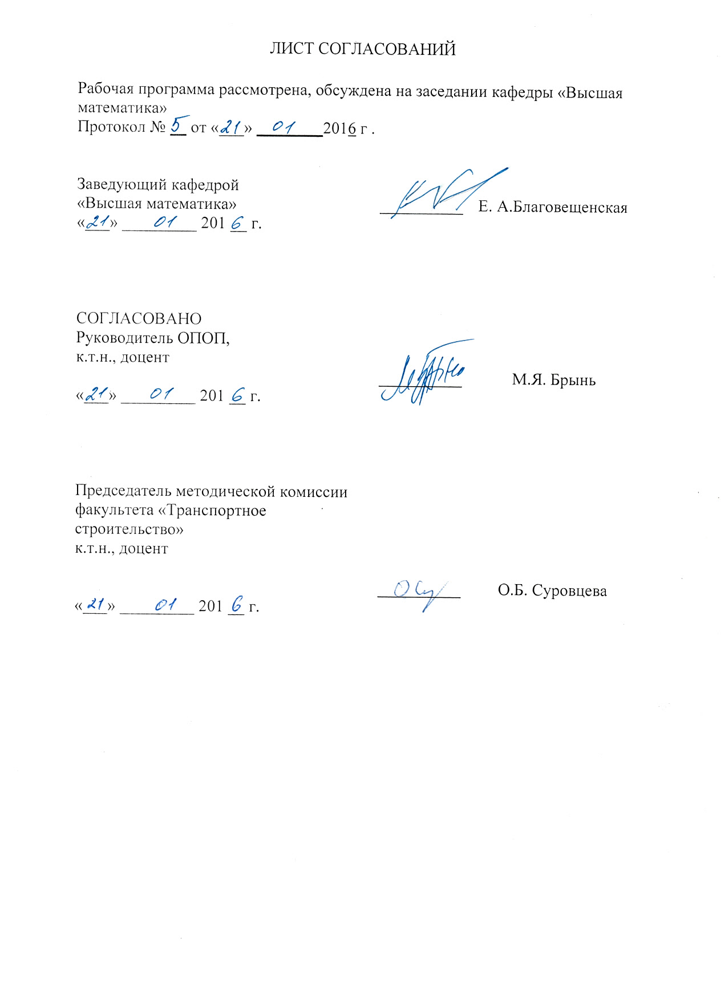 ЛИСТ СОГЛАСОВАНИЙ
Рабочая программа рассмотрена, обсуждена на заседании кафедры «Высшая
математика»
Протокол № 5 от «21» 01 2016 г .
Заведующий кафедрой
«Высшая математика»
Е. А.Благовещенская
«21» 01 201 6 г.
СОГЛАСОВАНО
Руководитель ОПОП,
к.т.н., доцент
М.Я. Брынь
«21» 01 201 6 г.
Председатель методической комиссии
факультета «Транспортное
строительство»
к.т.н., доцент
О.Б. Суровцева
«21» 01 201 6 г.